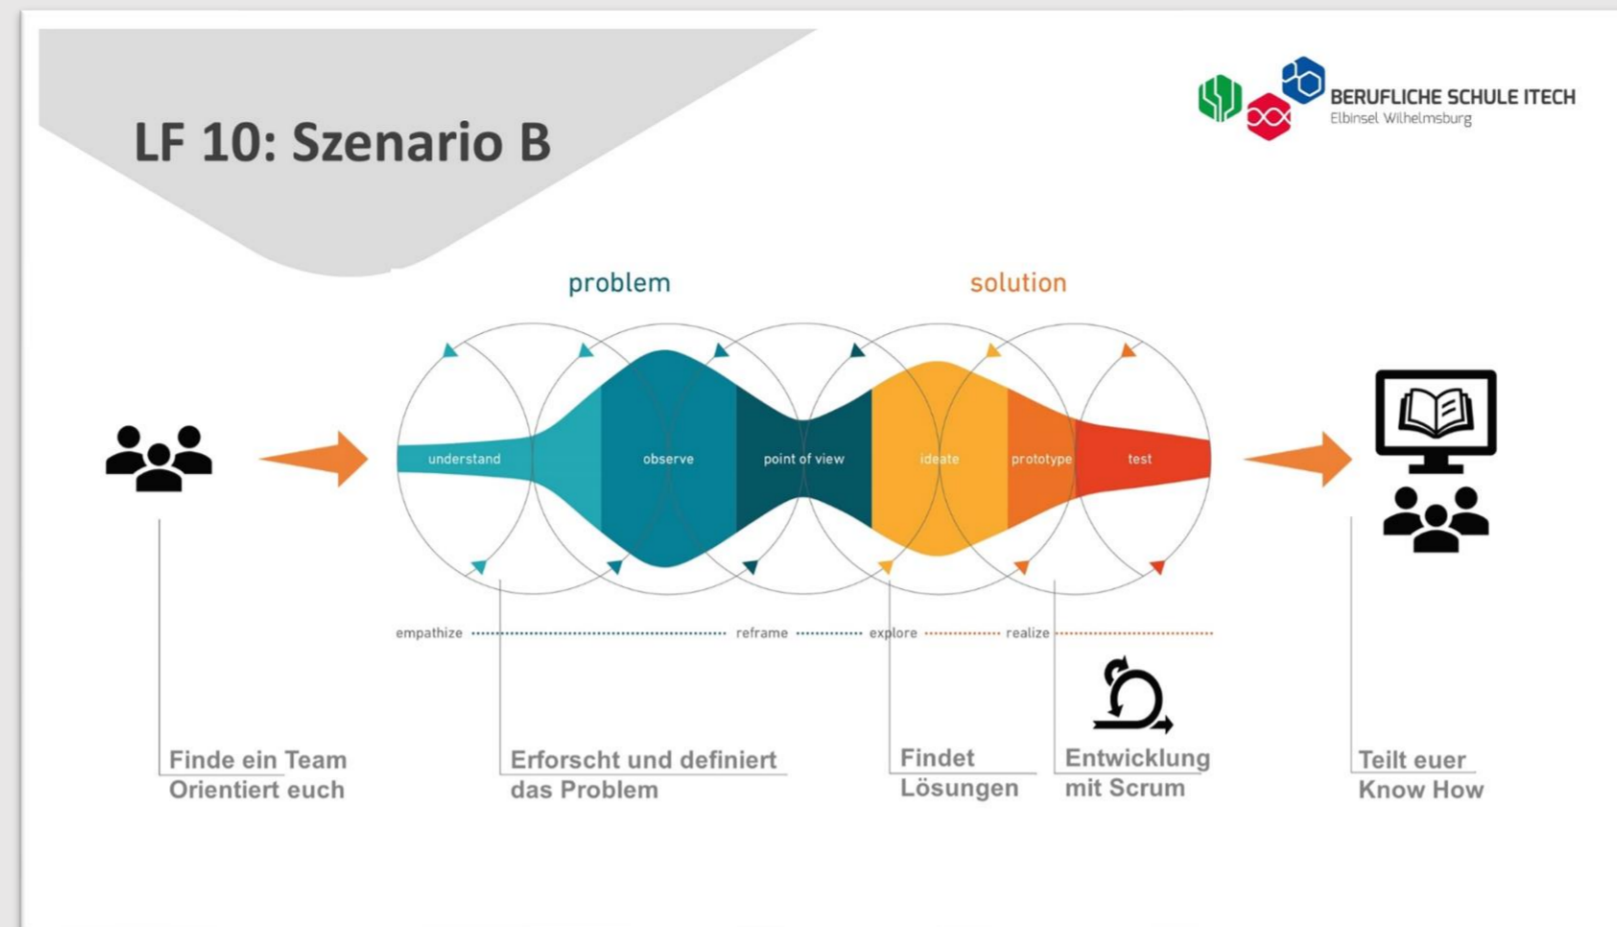 LF 10: Szenario B
BERUFLICHE SCHULE ITECH
Elbinsel Wilhelmsburg
problem
solution
understand
observe
point of view
ideate
prototype
test
empathize
reframe
explore
realize
Finde ein Team
Orientiert euch
Erforscht und definiert
das Problem
Findet
Lösungen
Entwicklung
mit Scrum
Teilt euer
Know How